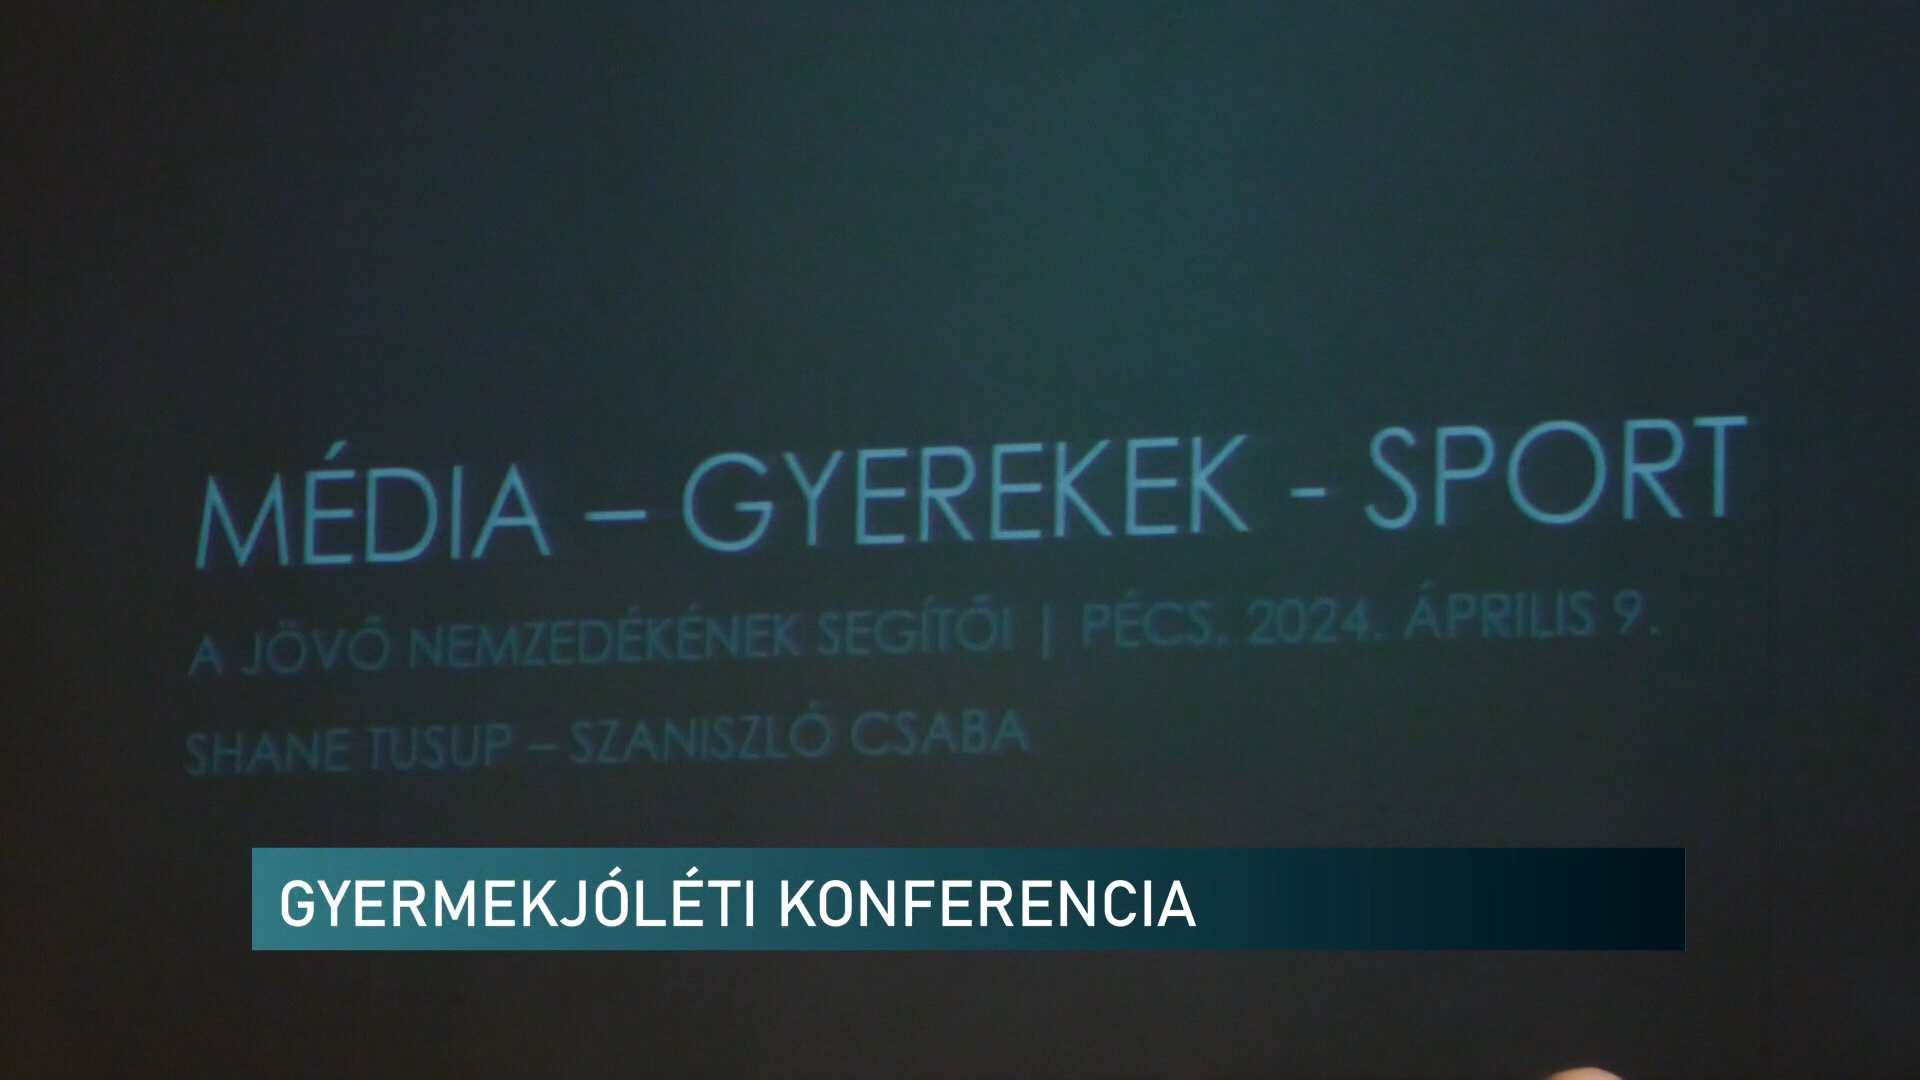 MÉDIA – GYEREKEK - SPORT
A JÖVŐ NEMZEDÉKÉNEK SEGÍTŐI | PÉCS, 2024. ÁPRILIS 9.
SHANE TUSUP – SZANISZLÓ CSABA
GYERMEKJÓLÉTI KONFERENCIA